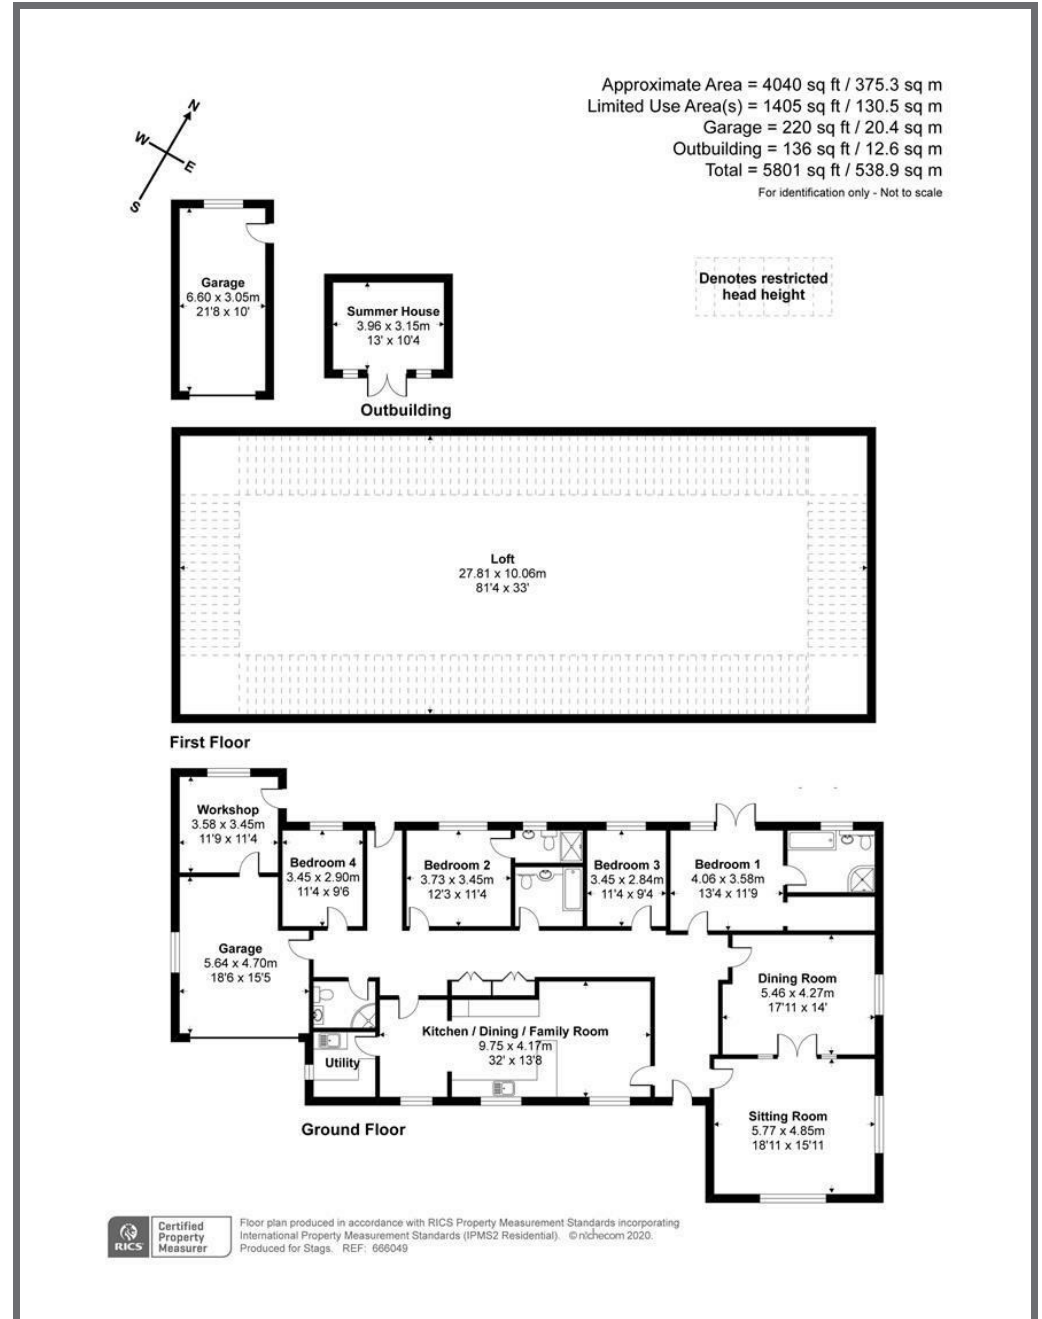 Approximate Area = 4040 sq ft / 375.3 sq m
Limited Use Area(s) = 1405 sq ft / 130.5 sq m
Garage = 220 sq ft / 20.4 sq m
Outbuilding = 136 sq ft / 12.6 sq m
Total = 5801 sq ft / 538.9 sq m
For identification only - Not to scale
N
W
E
S
Garage
6.60 x 3.05m
21'8 x 10'
Summer House
3.96 x 3.15m
13' x 10'4
Outbuilding
Denotes restricted
head height
Loft
27.81 x 10.06m
81'4 x 33'
First Floor
Workshop
3.58 x 3.45m
11'9 x 11'4
Bedroom 4
3.45 x 2.90m
11'4 x 9'6
Bedroom 2
3.73 x 3.45m
12'3 x 11'4
Bedroom 3
3.45 x 2.84m
11'4 x 9'4
Bedroom 1
4.06 x 3.58m
13'4 x 11'9
Garage
5.64 x 4.70m
18'6 x 15'5
Dining Room
5.46 x 4.27m
17'11 x 14'
Kitchen / Dining / Family Room
9.75 x 4.17m
32' x 13'8
Utility
Sitting Room
5.77 x 4.85m
18'11 x 15'11
Ground Floor
RICS
Certified
Property
Measurer
Floor plan produced in accordance with RICS Property Measurement Standards incorporating
International Property Measurement Standards (IPMS2 Residential). © nichecom 2020.
Produced for Stags. REF: 666049